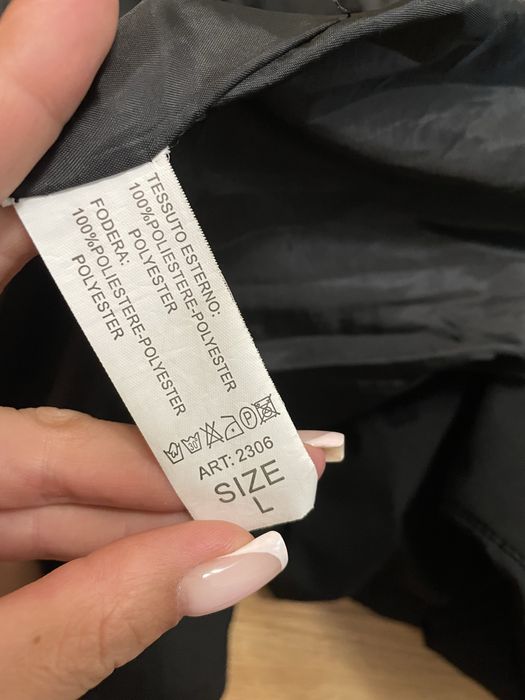 TESSUTO ESTERNO:
100%POLIESTERE-POLYESTER
POLYESTER
FODERA:
100%POLIESTERE-POLYESTER
POLYESTER
P
ART: 2306
SIZE
L